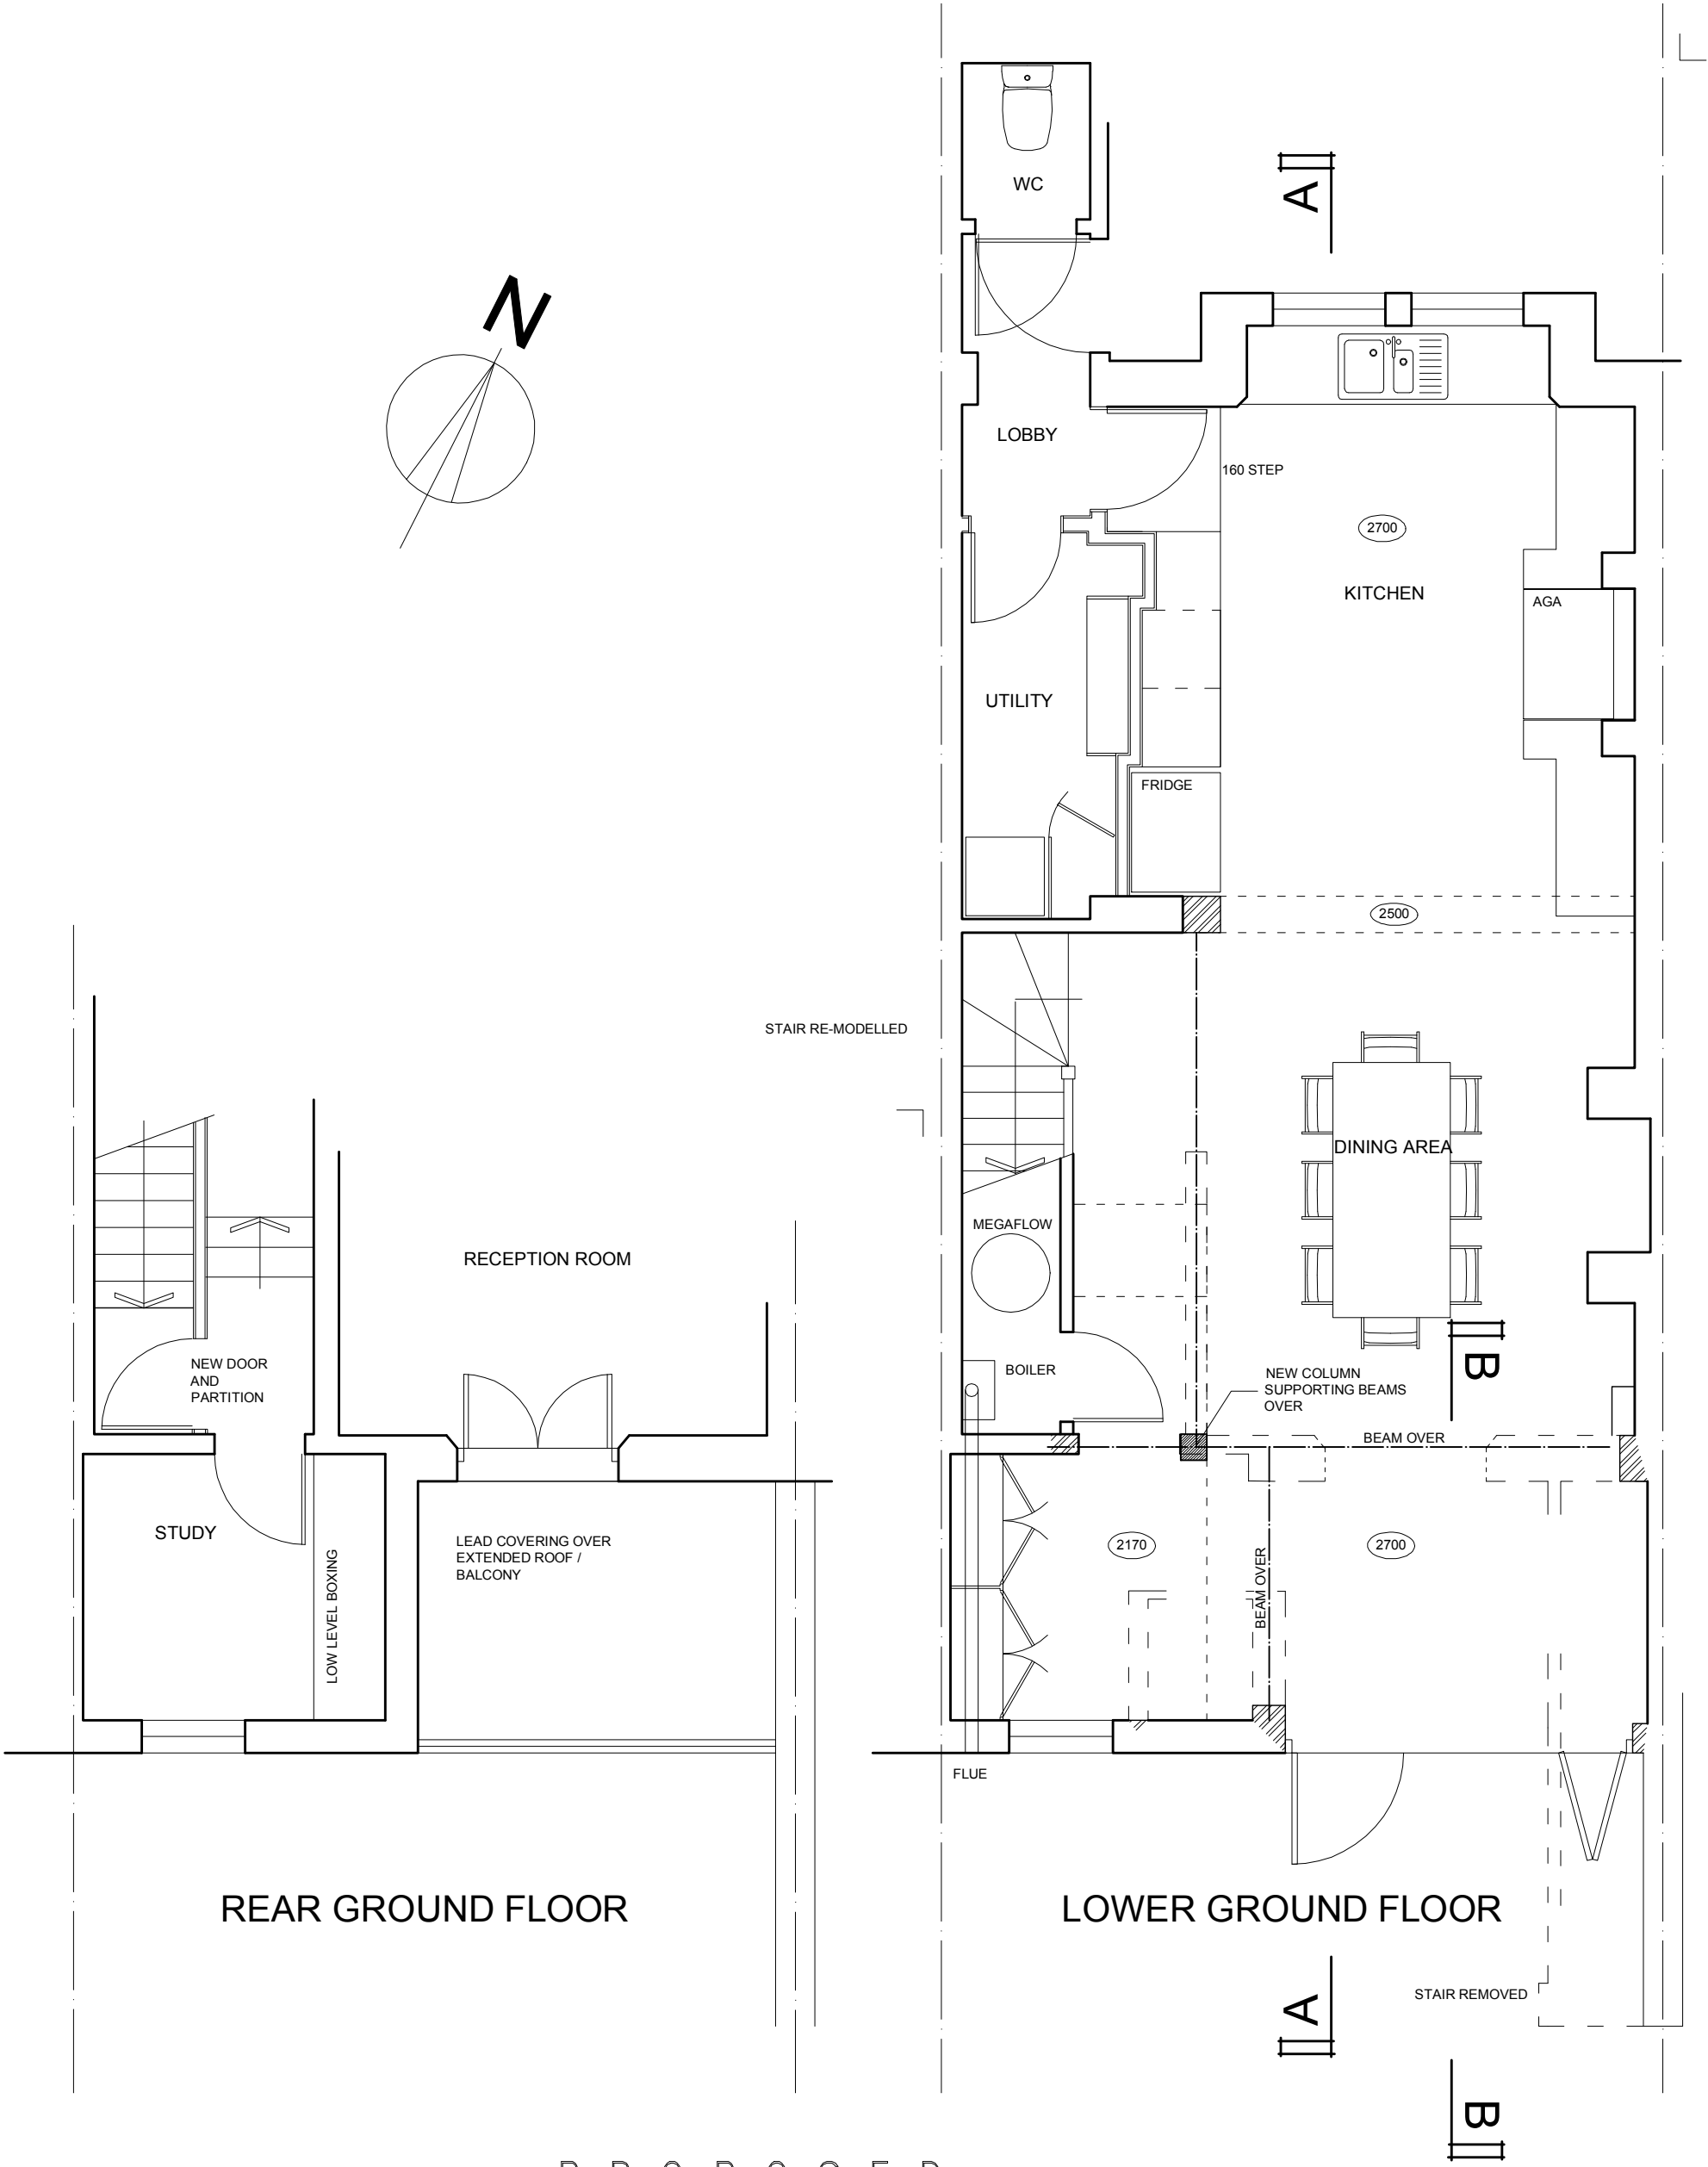 WC
A
N
LOBBY
160 STEP
2700
KITCHEN
AGA
UTILITY
FRIDGE
2500
STAIR RE-MODELLED
DINING AREA
MEGAFLOW
RECEPTION ROOM
NEW DOOR
AND
PARTITION
BOILER
NEW COLUMN
SUPPORTING BEAMS
OVER
B
BEAM OVER
STUDY
LOW LEVEL BOXING
LEAD COVERING OVER
EXTENDED ROOF /
BALCONY
2170
BEAM OVER
2700
FLUE
REAR GROUND FLOOR
LOWER GROUND FLOOR
STAIR REMOVED
A
B